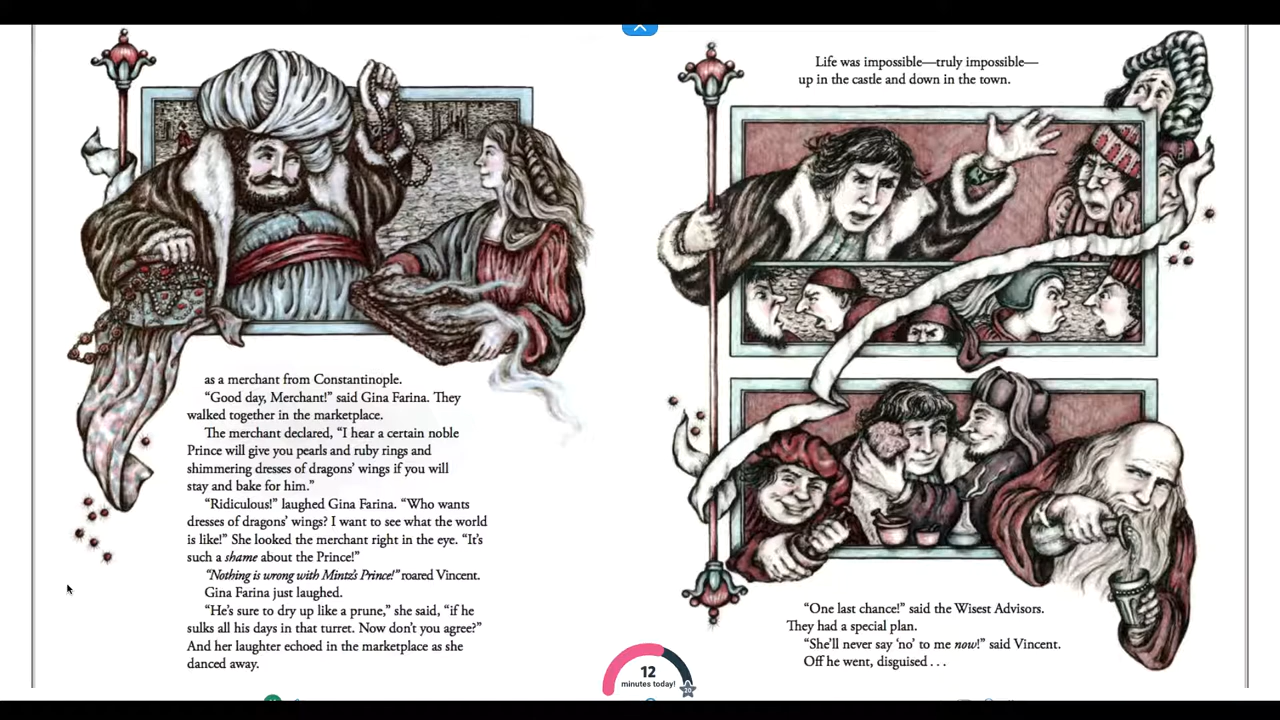 as a merchant from Constantinople.
“Good day, Merchant!” said Gina Farina. They
walked together in the marketplace.
The merchant declared, “I hear a certain noble
Prince will give you pearls and ruby rings and
shimmering dresses of dragons’ wings if you will
stay and bake for him.”
“Ridiculous!” laughed Gina Farina. “Who wants
dresses of dragons’ wings? I want to see what the world
is like!” She looked the merchant right in the eye. “It’s
such a shame about the Prince!”
“Nothing is wrong with Mintz’s Prince!” roared Vincent.
Gina Farina just laughed.
“He’s sure to dry up like a prune,” she said, “if he
sulks all his days in that turret. Now don’t you agree?”
And her laughter echoed in the marketplace as she
danced away.
Life was impossible—truly impossible—
up in the castle and down in the town.
“One last chance!” said the Wisest Advisors.
They had a special plan.
“She’ll never say ‘no’ to me now!” said Vincent.
Off he went, disguised . . .
12
minutes today!
20